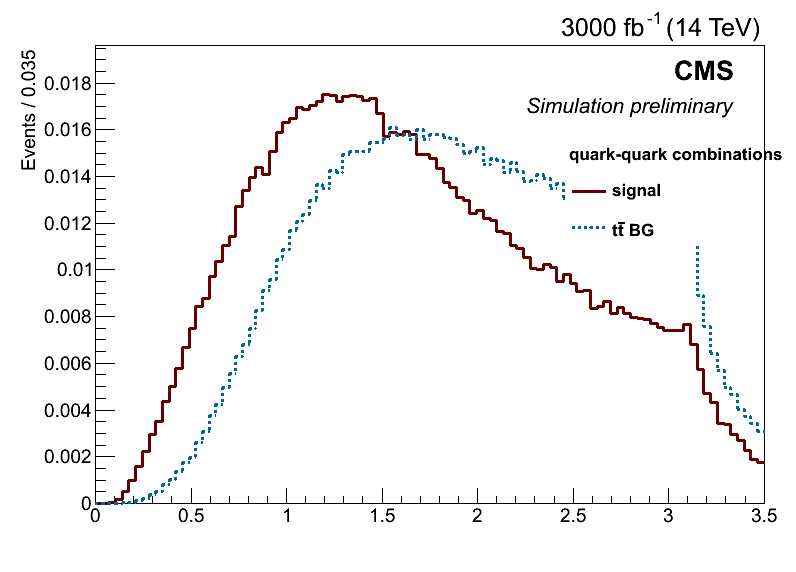 3000 fb-1 (14 TeV)
CMS
Simulation preliminary
quark-quark combinations
signal
tt̄ BG
Events / 0.035
0.018
0.016
0.014
0.012
0.01
0.008
0.006
0.004
0.002
0
0 0.5 1 1.5 2 2.5 3 3.5